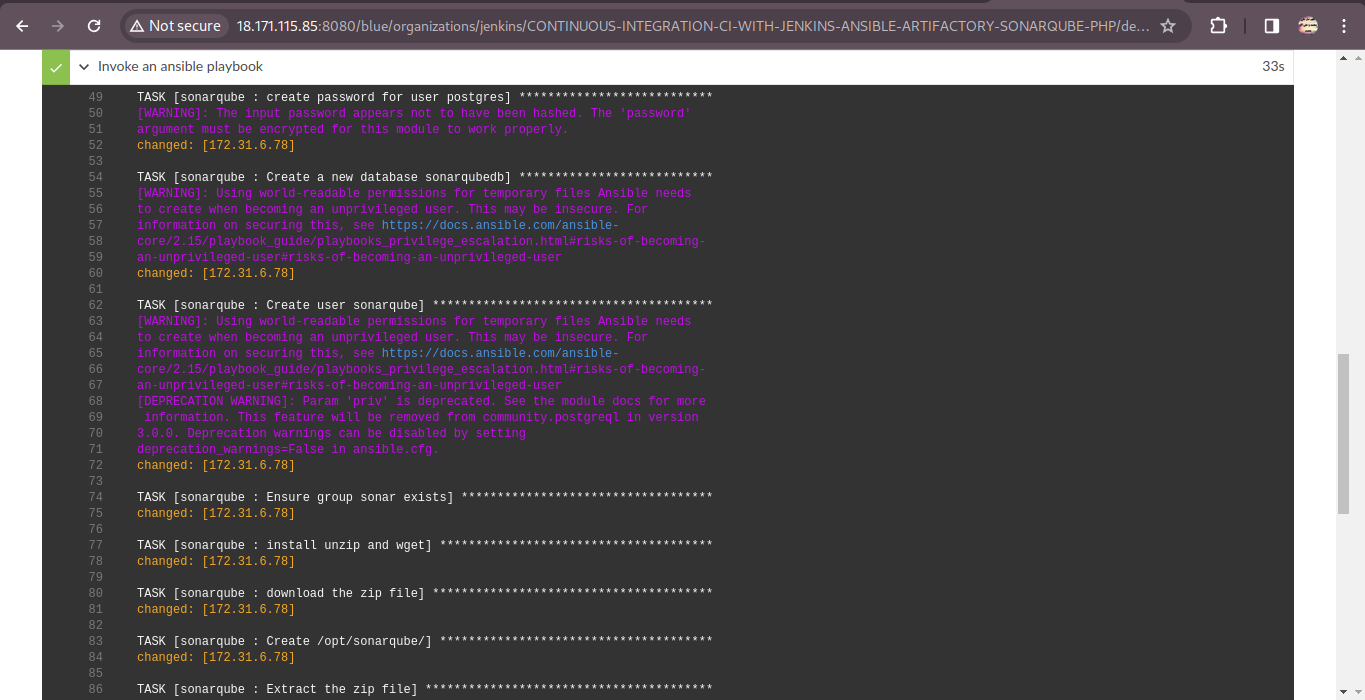 Not secure 18.171.115.85:8080/blue/organizations/jenkins/CONTINUOUS-INTEGRATION-CI-WITH-JENKINS-ANSIBLE-ARTIFACTORY-SONARQUBE-PHP/de...
Invoke an ansible playbook 33s
49 TASK [sonarqube : create password for user postgres] ***************************
50 [WARNING]: The input password appears not to have been hashed. The 'password'
51 argument must be encrypted for this module to work properly.
52 changed: [172.31.6.78]
53
54 TASK [sonarqube : Create a new database sonarqubedb] ***************************
55 [WARNING]: Using world-readable permissions for temporary files Ansible needs
56 to create when becoming an unprivileged user. This may be insecure. For
57 information on securing this, see https://docs.ansible.com/ansible-
58 core/2.15/playbook_guide/playbooks_privilege_escalation.html#risks-of-becoming-
59 an-unprivileged-user#risks-of-becoming-an-unprivileged-user
60 changed: [172.31.6.78]
61
62 TASK [sonarqube : Create user sonarqube] ***************************************
63 [WARNING]: Using world-readable permissions for temporary files Ansible needs
64 to create when becoming an unprivileged user. This may be insecure. For
65 information on securing this, see https://docs.ansible.com/ansible-
66 core/2.15/playbook_guide/playbooks_privilege_escalation.html#risks-of-becoming-
67 an-unprivileged-user#risks-of-becoming-an-unprivileged-user
68 [DEPRECATION WARNING]: Param 'priv' is deprecated. See the module docs for more
69 information. This feature will be removed from community.postgreql in version
70 3.0.0. Deprecation warnings can be disabled by setting
71 deprecation_warnings=False in ansible.cfg.
72 changed: [172.31.6.78]
73
74 TASK [sonarqube : Ensure group sonar exists] ***********************************
75 changed: [172.31.6.78]
76
77 TASK [sonarqube : install unzip and wget] **************************************
78 changed: [172.31.6.78]
79
80 TASK [sonarqube : download the zip file] ***************************************
81 changed: [172.31.6.78]
82
83 TASK [sonarqube : Create /opt/sonarqube/] **************************************
84 changed: [172.31.6.78]
85
86 TASK [sonarqube : Extract the zip file] ****************************************